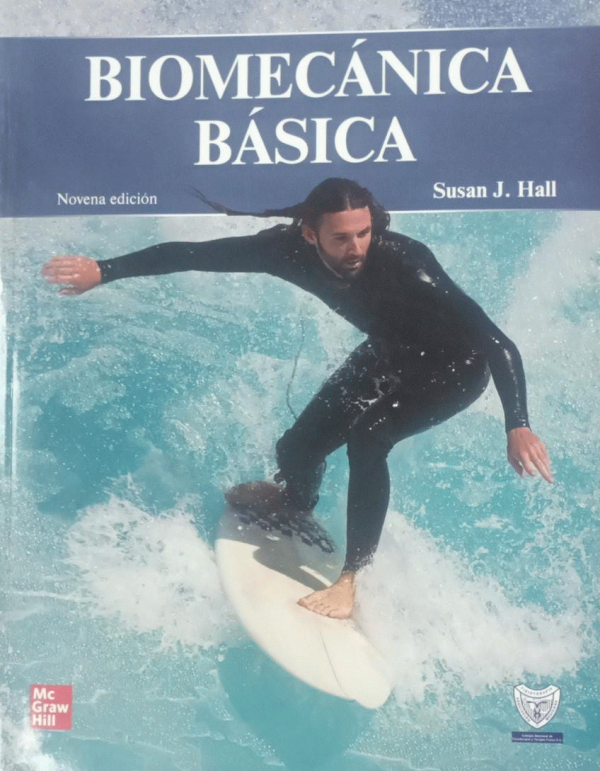 BIOMECÁNICA
BÁSICA
Novena edición
Susan J. Hall
Mc
Graw
Hill